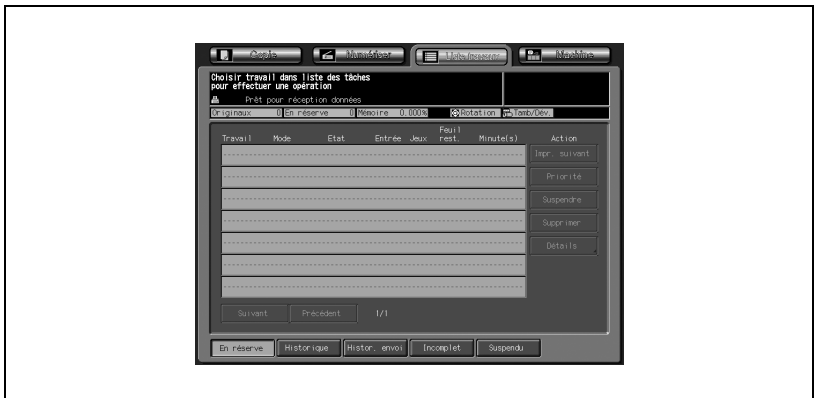 Copie Numériser Liste travaux Machine
Choisir travail dans liste des tâches
pour effectuer une opération
Prêt pour réception données
Originaux 0 En réserve 0 Mémoire 0.000% Rotation Tamb/Dév.
Travail Mode Etat Entrée Jeux Feuil rest. Minute(s) Action
Impr. suivant
Priorité
Suspendre
Supprimer
Détails
Suivant Précédent 1/1
En réserve Historique Histor. envoi Incomplet Suspendu